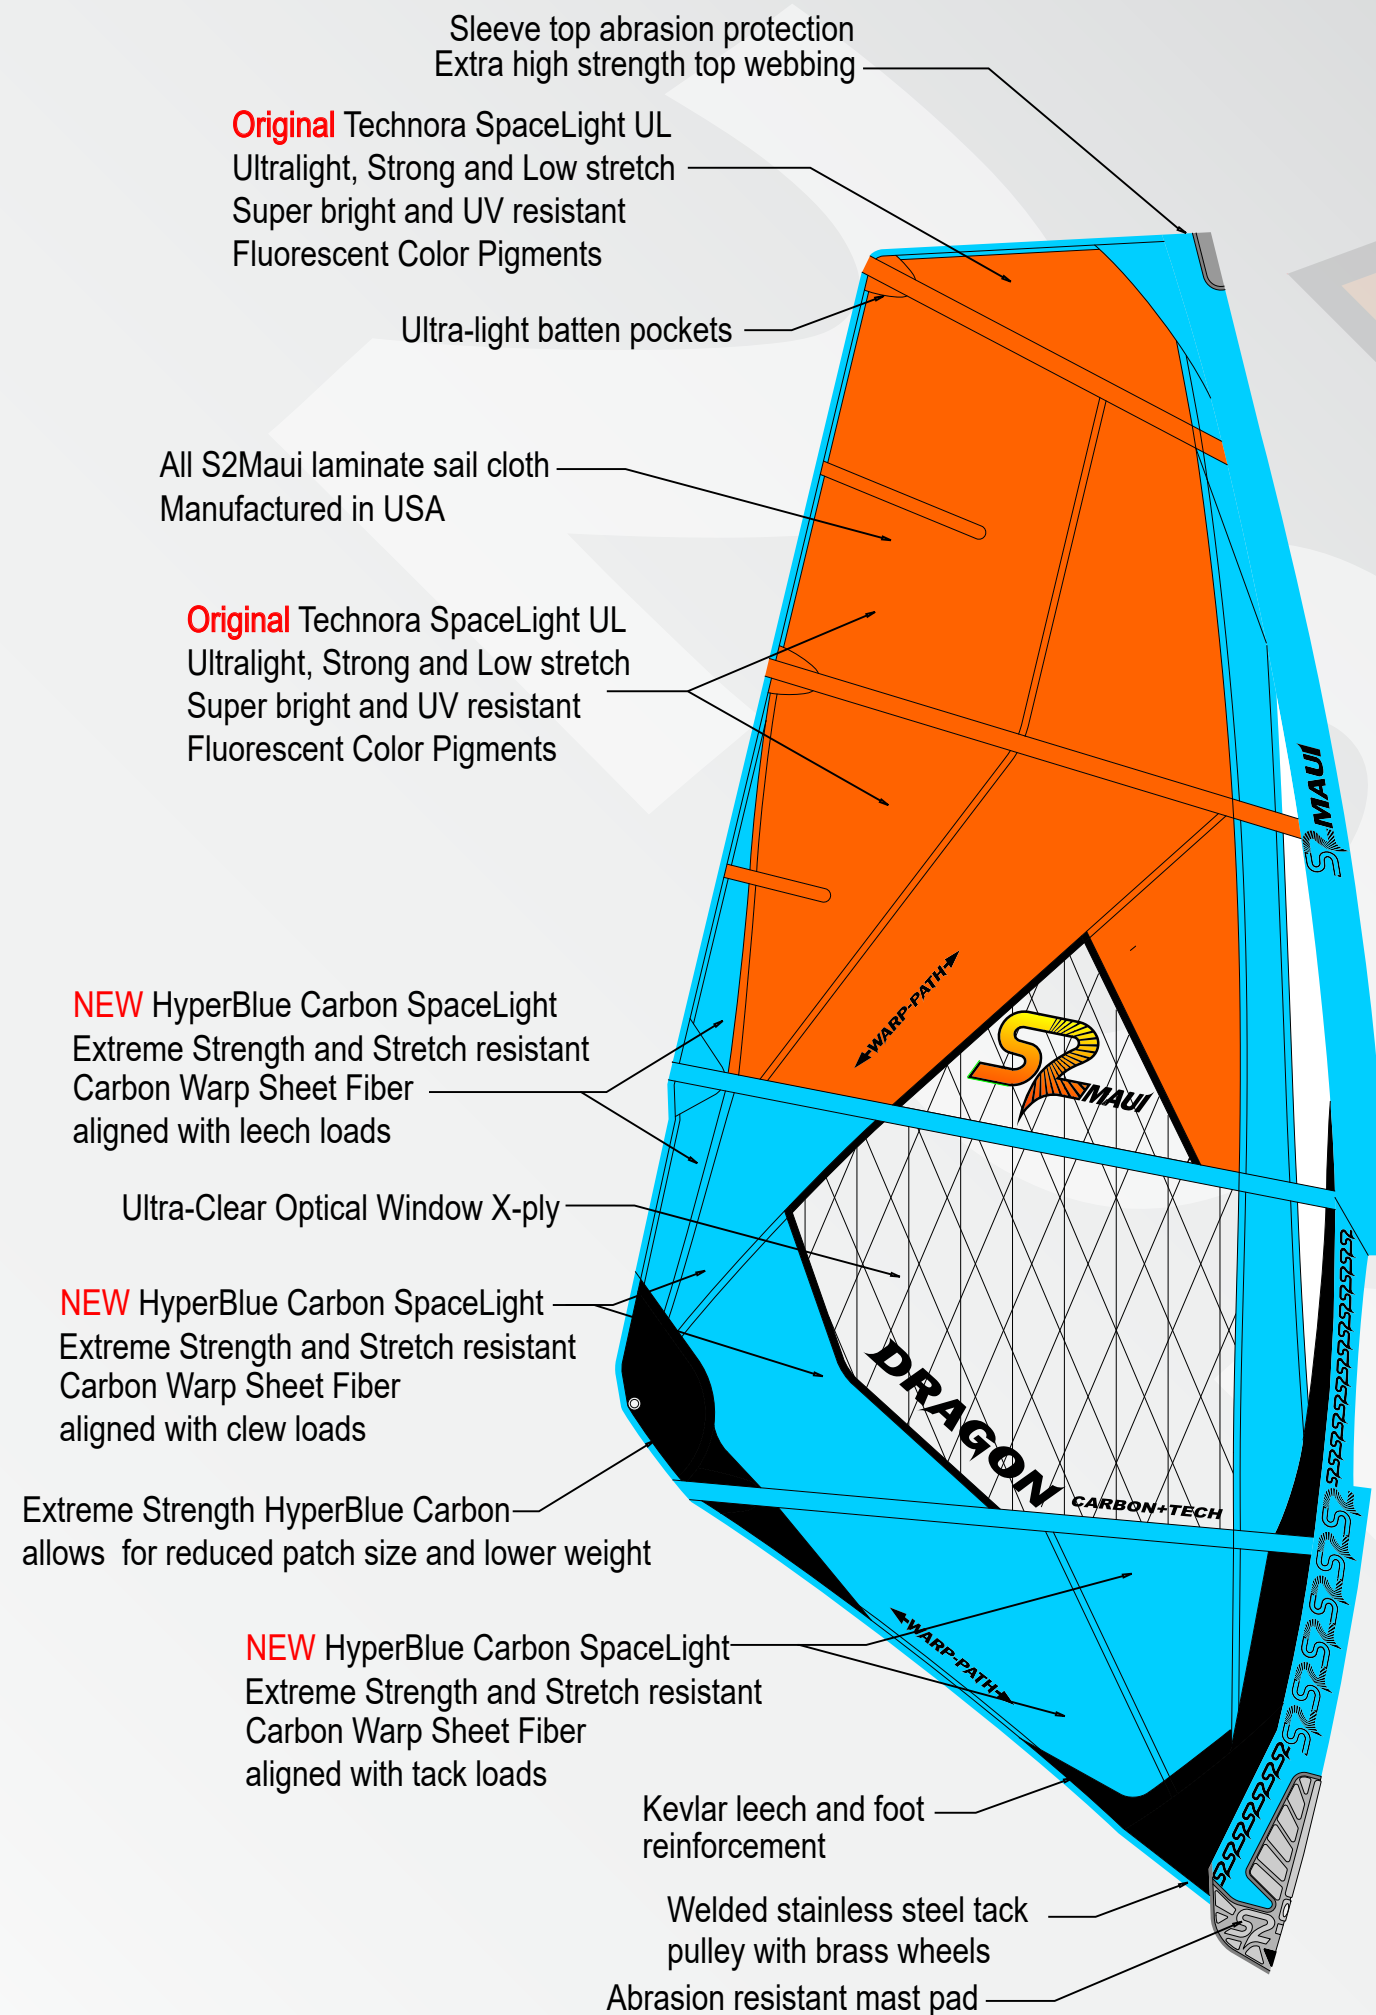 Sleeve top abrasion protection
Extra high strength top webbing
Original Technora SpaceLight UL
Ultralight, Strong and Low stretch
Super bright and UV resistant
Fluorescent Color Pigments
Ultra-light batten pockets
All S2Maui laminate sail cloth
Manufactured in USA
Original Technora SpaceLight UL
Ultralight, Strong and Low stretch
Super bright and UV resistant
Fluorescent Color Pigments
S2MAUI
WARP-PATH
NEW HyperBlue Carbon SpaceLight
Extreme Strength and Stretch resistant
Carbon Warp Sheet Fiber
aligned with leech loads
S2 MAUI
Ultra-Clear Optical Window X-ply
NEW HyperBlue Carbon SpaceLight
Extreme Strength and Stretch resistant
Carbon Warp Sheet Fiber
aligned with clew loads
DRAGON
CARBON+TECH
S2S2S2S2S2S2S2S2S2S2
Extreme Strength HyperBlue Carbon
allows for reduced patch size and lower weight
S2S2S2S2S2S2
WARP-PATH
NEW HyperBlue Carbon SpaceLight
Extreme Strength and Stretch resistant
Carbon Warp Sheet Fiber
aligned with tack loads
S2S2S2S2S2S2
Kevlar leech and foot
reinforcement
Welded stainless steel tack
pulley with brass wheels
S2
Abrasion resistant mast pad